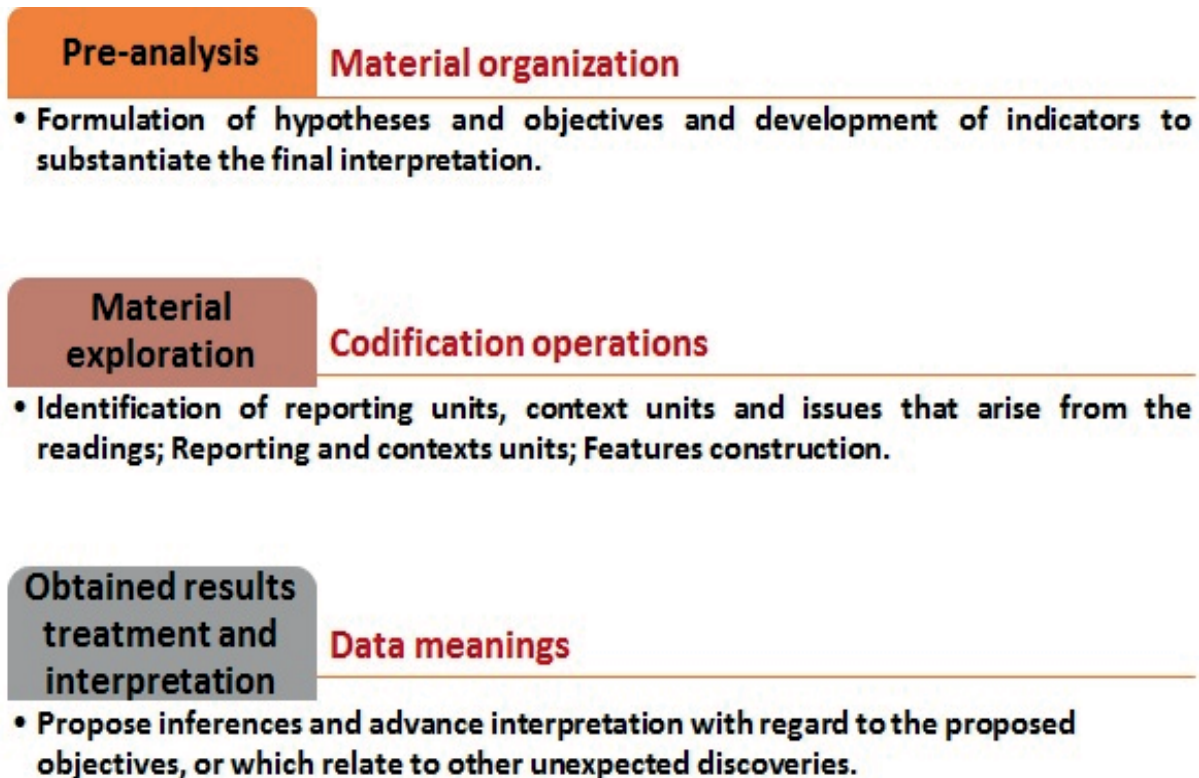 Pre-analysis
Material organization
• Formulation of hypotheses and objectives and development of indicators to
substantiate the final interpretation.
Material
exploration
Codification operations
• Identification of reporting units, context units and issues that arise from the
readings; Reporting and contexts units; Features construction.
Obtained results
treatment and
interpretation
Data meanings
• Propose inferences and advance interpretation with regard to the proposed
objectives, or which relate to other unexpected discoveries.